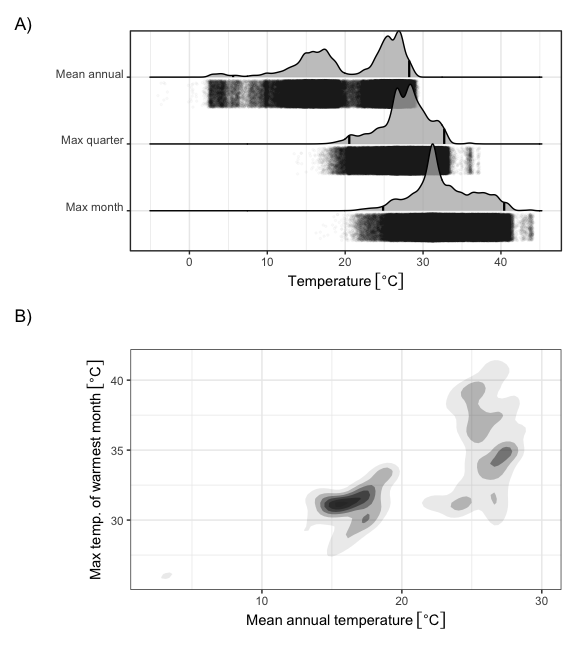 A)
Mean annual
Max quarter
Max month
0 10 20 30 40
Temperature [°C]
B)
Max temp. of warmest month [°C]
40
35
30
10 20 30
Mean annual temperature [°C]